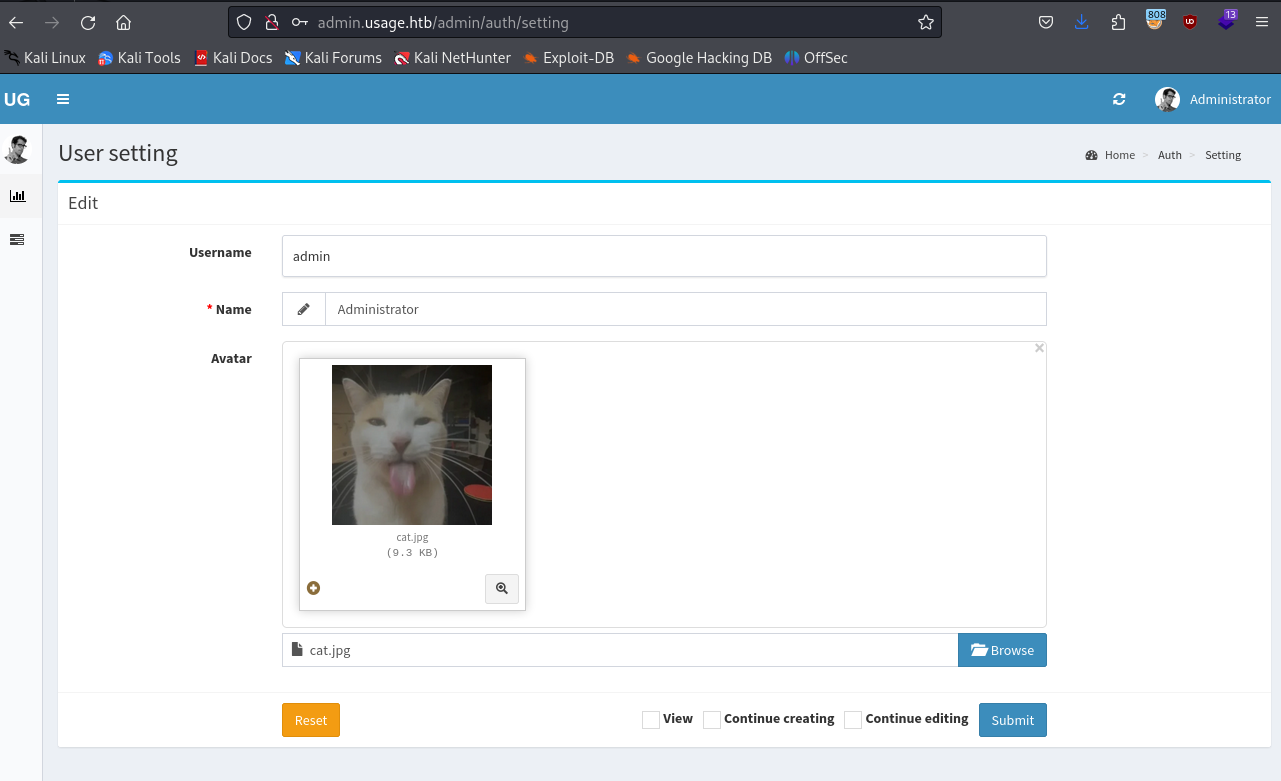 admin.usage.htb/admin/auth/setting
808
13
Kali Linux Kali Tools Kali Docs Kali Forums Kali NetHunter Exploit-DB Google Hacking DB OffSec
UG
Administrator
User setting
Home > Auth > Setting
Edit
Username
admin
* Name
Administrator
Avatar
cat.jpg
(9.3 KB)
cat.jpg
Browse
Reset
View Continue creating Continue editing Submit